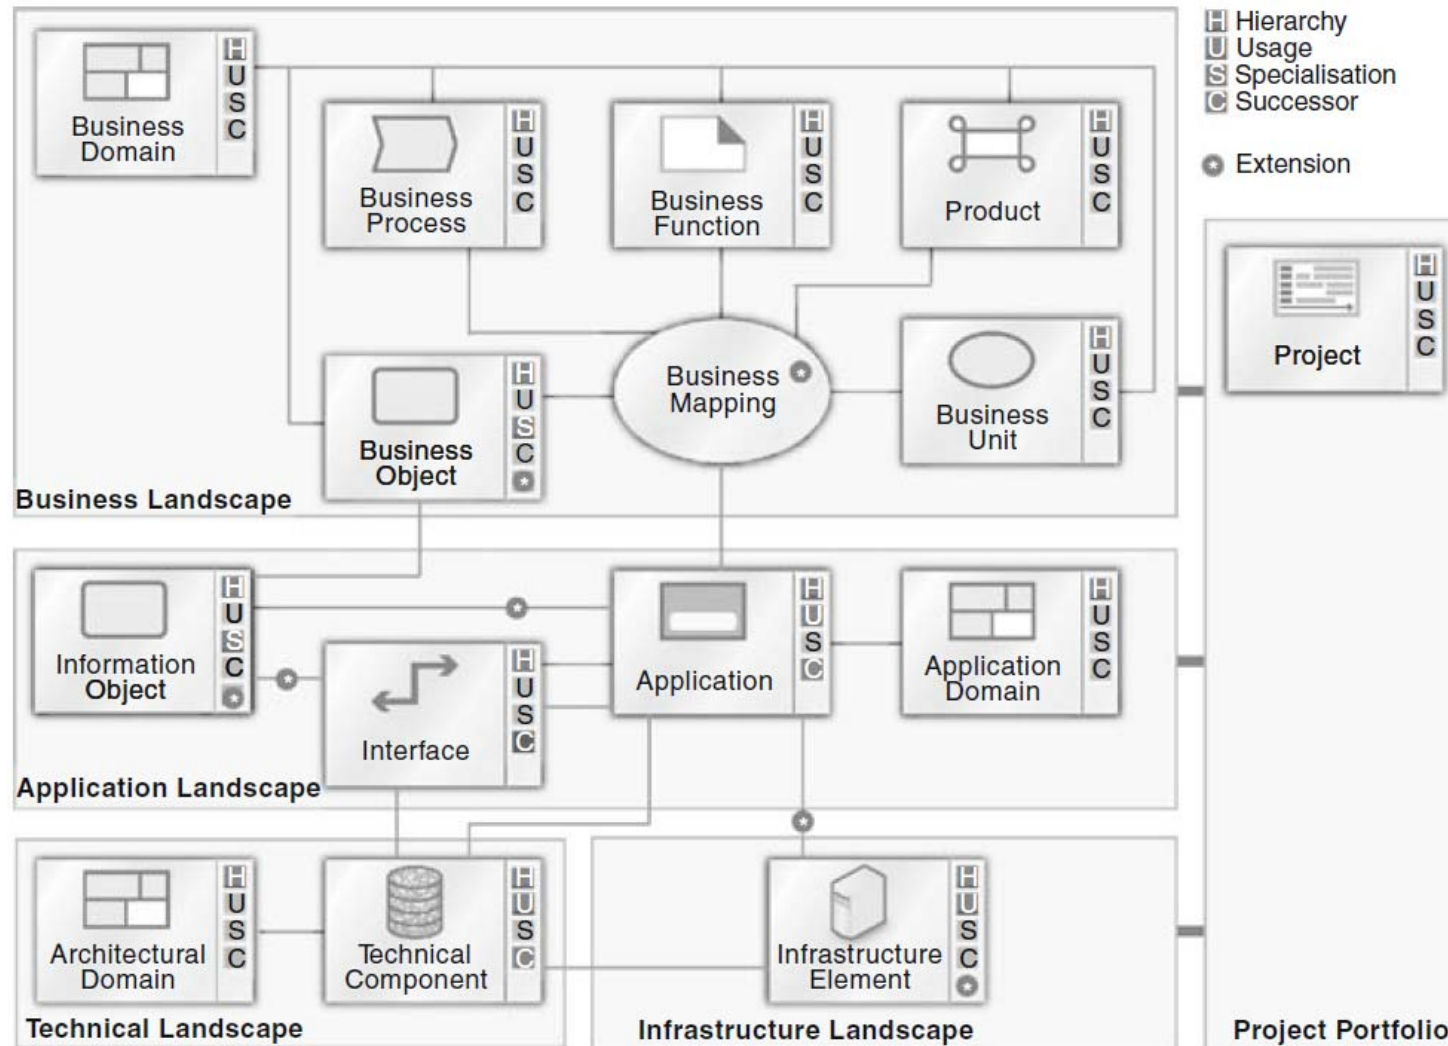 H Hierarchy
U Usage
S Specialisation
C Successor
Extension
Business
Domain
H
U
S
C
Business
Process
H
U
S
C
Business
Function
H
U
S
C
Product
H
U
S
C
Project
H
U
S
C
Business
Object
H
U
S
C
Business
Mapping
Business
Unit
H
U
S
C
Business Landscape
Information
Object
H
U
S
C
Interface
H
U
S
C
Application
H
U
S
C
Application
Domain
H
U
S
C
Application Landscape
Architectural
Domain
H
U
S
C
Technical
Component
H
U
S
C
Infrastructure
Element
H
U
S
C
Technical Landscape
Infrastructure Landscape
Project Portfolio